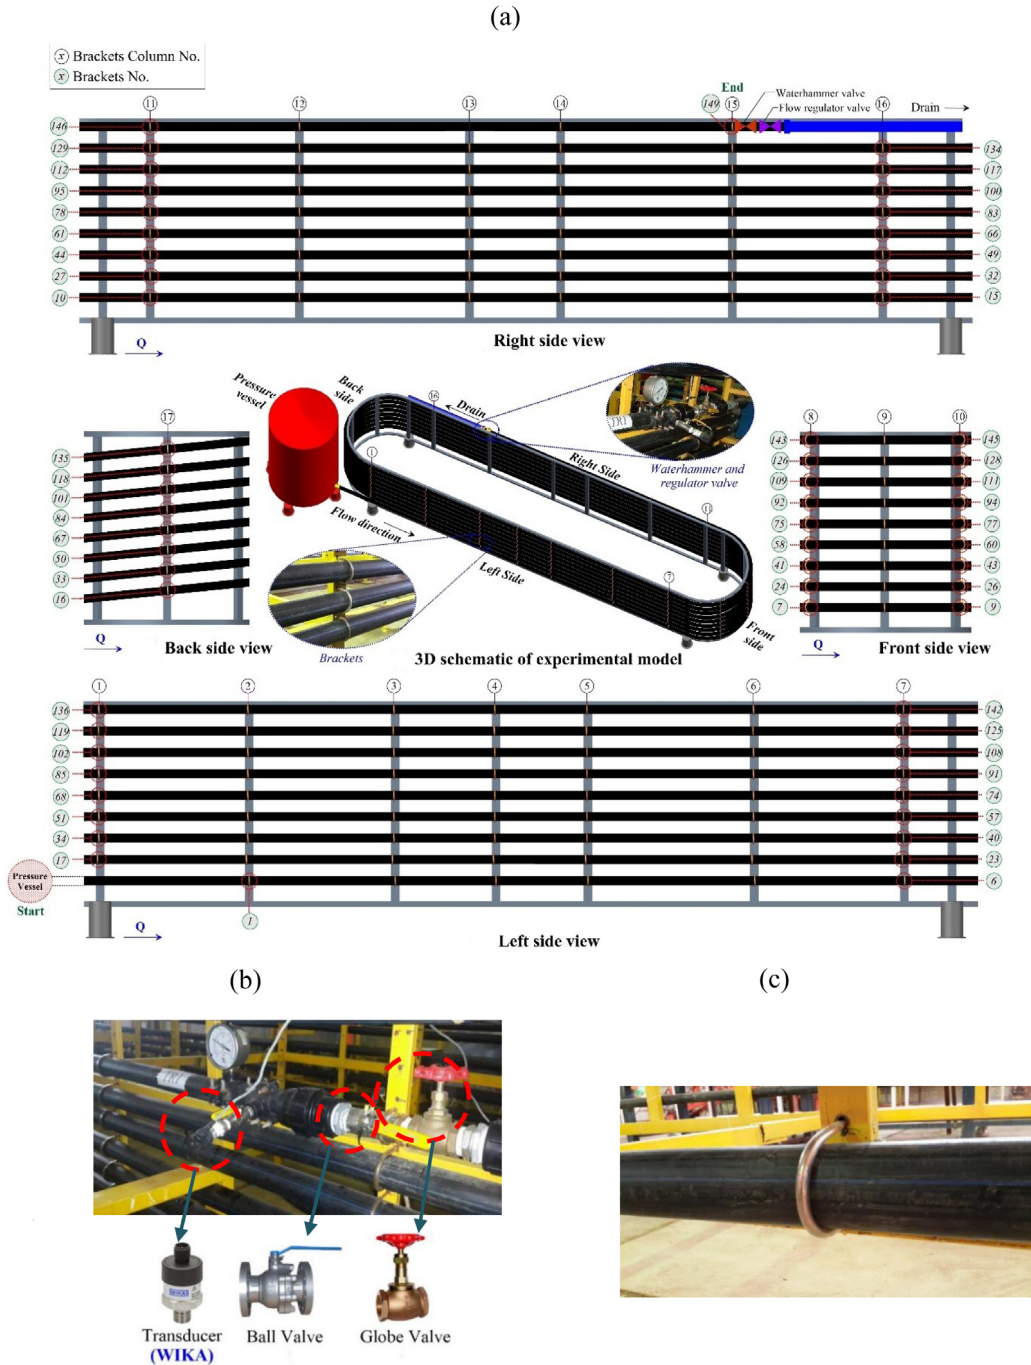 (a)
x Brackets Column No.
x Brackets No.
11 12 13 14 15 16
End
149
Waterhammer valve
Flow regulator valve
Drain
146
129 134
112 117
95 100
78 83
61 66
44 49
27 32
10 15
Q
Right side view
17
135
118
101
84
67
50
33
16
Q
Back side view
Pressure
vessel
Back
side
16
Drain
1
Right Side
11
Flow direction
Left Side
7
Front
side
JRI
Waterhammer and
regulator valve
Brackets
3D schematic of experimental model
8 9 10
143 145
126 128
109 111
92 94
75 77
58 60
41 43
24 26
7 9
Q
Front side view
1 2 3 4 5 6 7
136 142
119 125
102 108
85 91
68 74
51 57
34 40
17 23
Pressure
Vessel
6
Start
1
Q
Left side view
(b)
(c)
Transducer
(WIKA)
Ball Valve
Globe Valve
WIKA